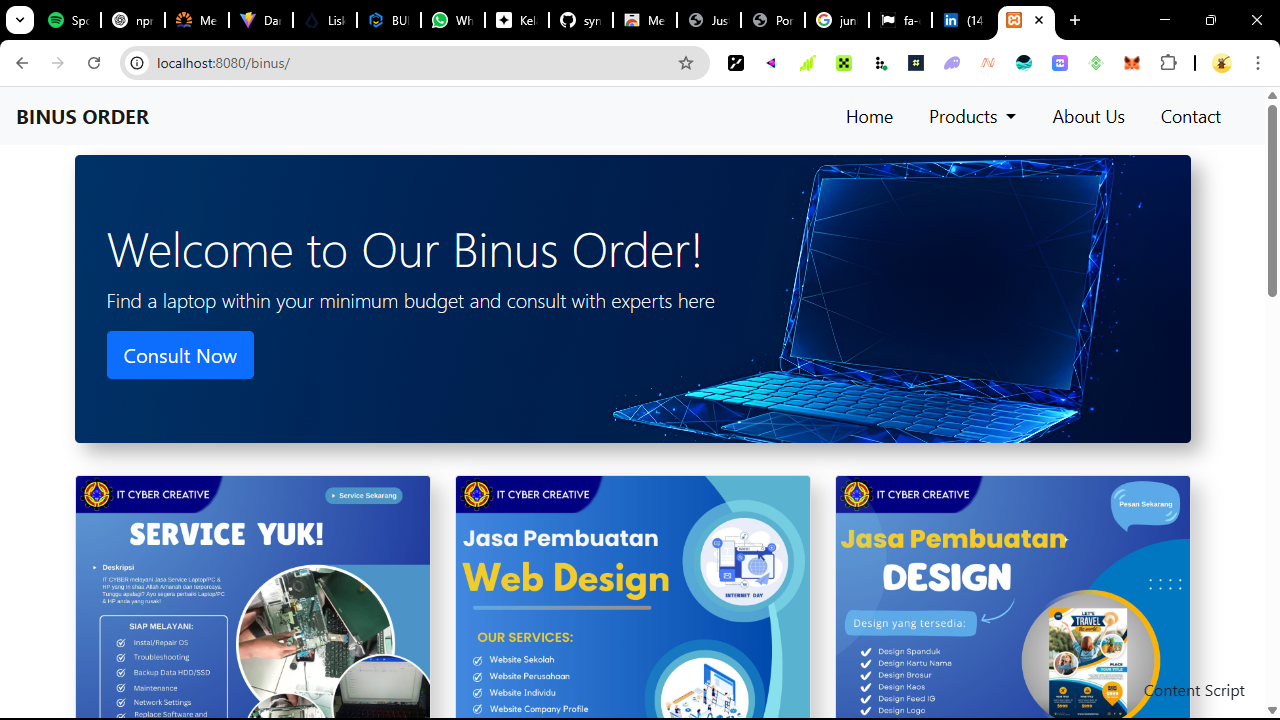 Spo
npr
Me
Dar
Lisk
BUI
Wh
Kela
syn
Me
Jus
Por
jun
fa-
(14
localhost:8080/binus/
BINUS ORDER
Home
Products
About Us
Contact
Welcome to Our Binus Order!
Find a laptop within your minimum budget and consult with experts here
Consult Now
IT CYBER CREATIVE
Service Sekarang
SERVICE YUK!
Deskripsi
IT CYBER melayani Jasa Service Laptop/PC &
HP yang In shaa Allah Amanah dan terpercaya.
Tunggu apalagi? Ayo segera perbaiki Laptop/PC
& HP anda yang rusak!
SIAP MELAYANI:
Instal/Repair OS
Troubleshooting
Backup Data HDD/SSD
Maintenance
Network Settings
Replace Software and
IT CYBER CREATIVE
Jasa Pembuatan
Web Design
INTERNET DAY
OUR SERVICES:
Website Sekolah
Website Perusahaan
Website Individu
Website Company Profile
IT CYBER CREATIVE
Pesan Sekarang
Jasa Pembuatan
DESIGN
Design yang tersedia:
Design Spanduk
Design Kartu Nama
Design Brosur
Design Kaos
Design Feed IG
Design Logo
LET'S
TRAVEL
PLACE
YOUR TITLE
Content Script